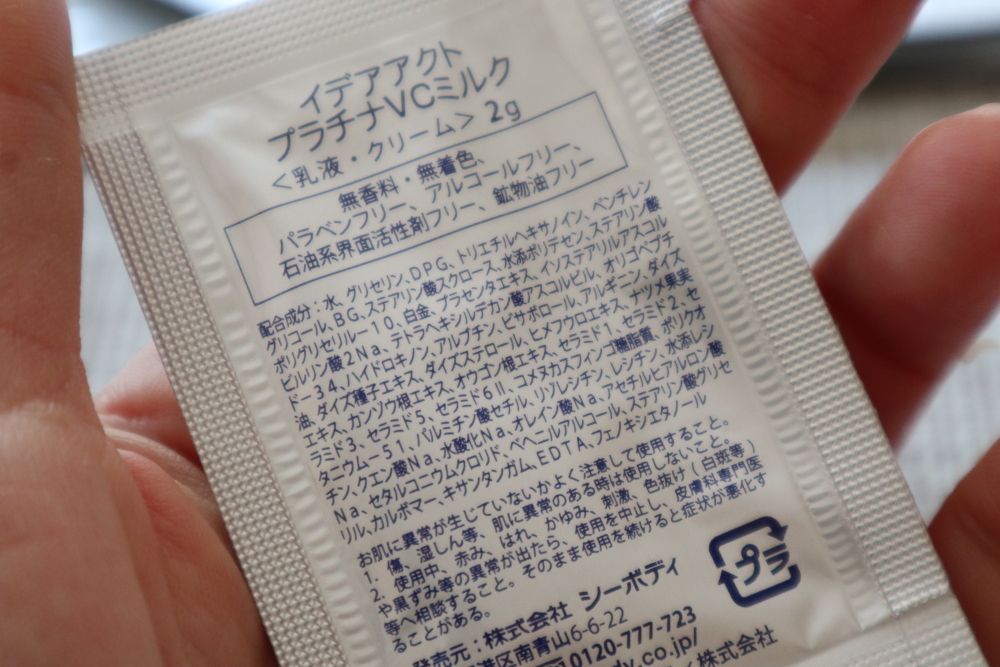 イデアアクト
プラチナVCミルク
<乳液・クリーム> 2g
無香料・無着色、
パラベンフリー、アルコールフリー、
石油系界面活性剤フリー、鉱物油フリー
配合成分：水、グリセリン、DPG、トリエチルヘキサノイン、ペンチレン
グリコール、BG、ステアリン酸スクロース、水添ポリデセン、ステアリン酸
ポリグリセリル-10、白金、プラセンタエキス、イソステアリルアスコル
ビルリン酸2Na、テトラヘキシルデカン酸アスコルビル、オリゴペプチ
ド-34、ハイドロキノン、アルブチン、ビサボロール、アルギニン、ダイズ
油、ダイズ種子エキス、ダイズステロール、ヒメフウロエキス、ナツメ果実
エキス、カンゾウ根エキス、オウゴン根エキス、セラミド1、セラミド2、セ
ラミド3、セラミド5、セラミド6Ⅱ、コメヌカスフィンゴ糖脂質、ポリクオ
タニウム-51、パルミチン酸セチル、リゾレシチン、レシチン、水添レシ
チン、クエン酸Na、水酸化Na、オレイン酸Na、アセチルヒアルロン酸
Na、セタルコニウムクロリド、ベヘニルアルコール、ステアリン酸グリセ
リル、カルボマー、キサンタンガム、EDTA、フェノキシエタノール
お肌に異常が生じていないかよく注意して使用すること。
1. 傷、湿しん等、肌に異常のある時は使用しないこと。
2. 使用中、赤み、はれ、かゆみ、刺激、色抜け（白斑等）
や黒ずみ等の異常が出たら、使用を中止し、皮膚科専門医
等へ相談すること。そのまま使用を続けると症状が悪化す
ることがある。
プラ
発売元：株式会社 シーボディ
港区南青山6-6-22
0120-777-723
dy.co.jp/
ディ 株式会社